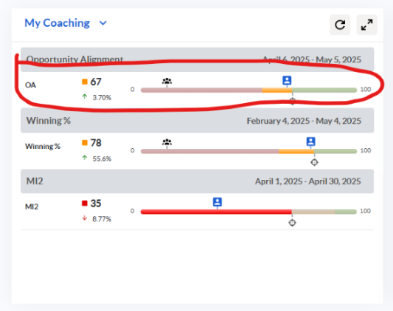 My Coaching
Opportunity Alignment April 6, 2025 - May 5, 2025
OA 67 0 100
↑ 3.70%
Winning % February 4, 2025 - May 4, 2025
Winning % 78 0 100
↑ 55.6%
MI2 April 1, 2025 - April 30, 2025
MI2 35 0 100
↓ 8.77%